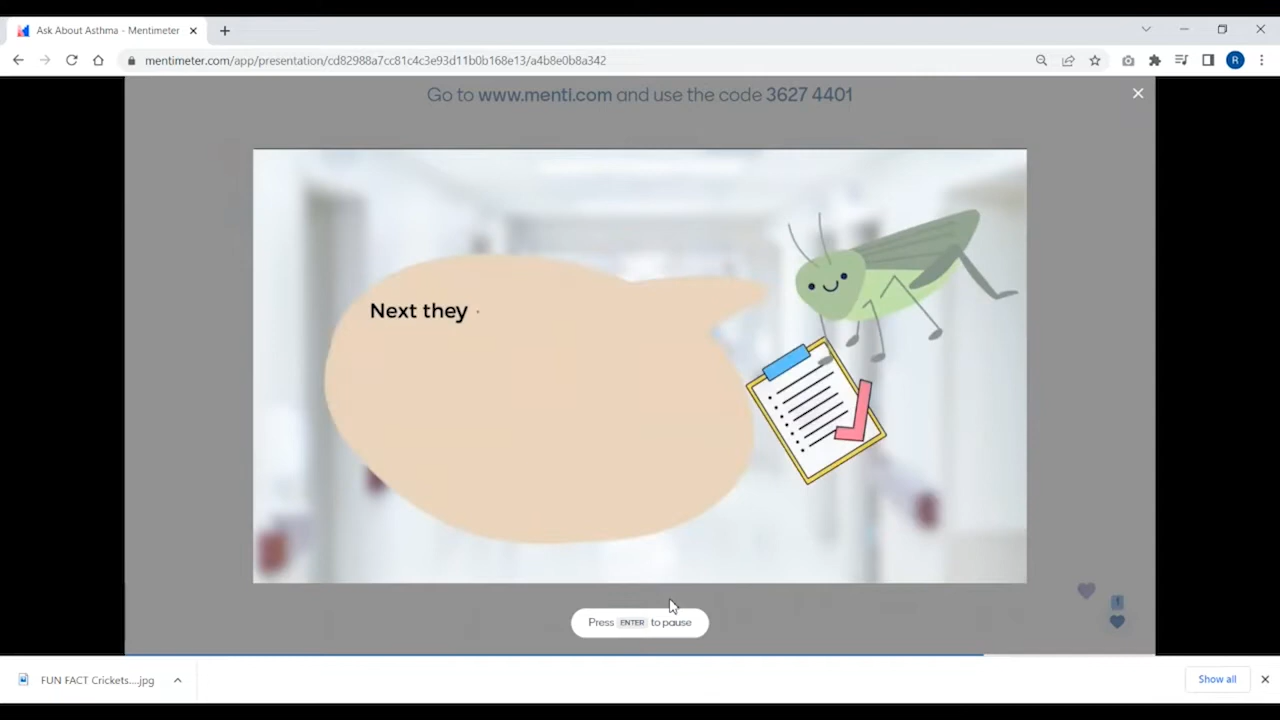 Ask About Asthma - Mentimeter
mentimeter.com/app/presentation/cd82988a7cc81c4c3e93d11b0b168e13/a4b8e0b8a342
R
Go to www.menti.com and use the code 3627 4401
Next they
Press ENTER to pause
FUN FACT Crickets....jpg
Show all